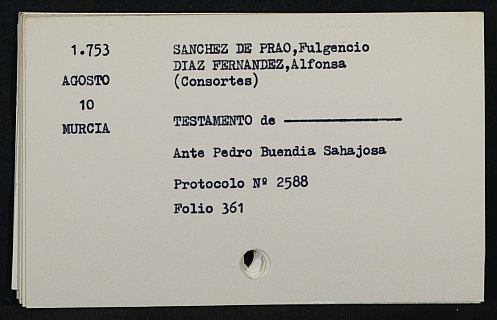 1.753
AGOSTO
10
MURCIA
SANCHEZ DE PRAO,Fulgencio
DIAZ FERNANDEZ,Alfonsa
(Consortes)
TESTAMENTO de ----------------
Ante Pedro Buendia Sahajosa
Protocolo Nº 2588
Folio 361